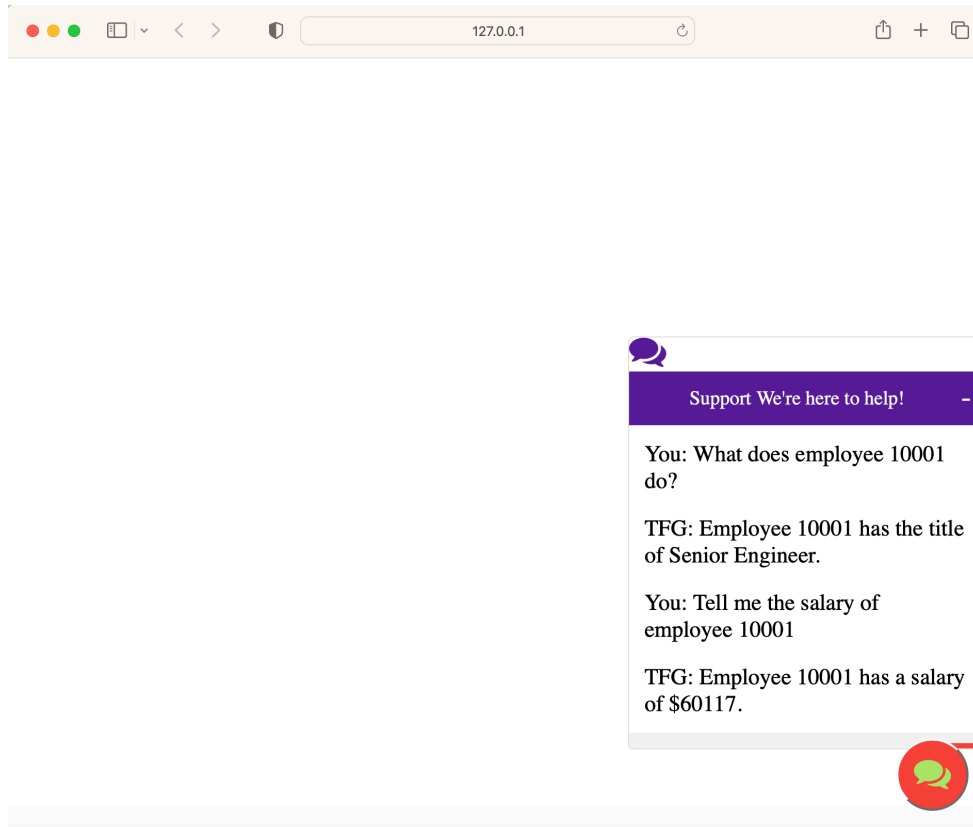 127.0.0.1
Support We're here to help! -
You: What does employee 10001
do?
TFG: Employee 10001 has the title
of Senior Engineer.
You: Tell me the salary of
employee 10001
TFG: Employee 10001 has a salary
of $60117.